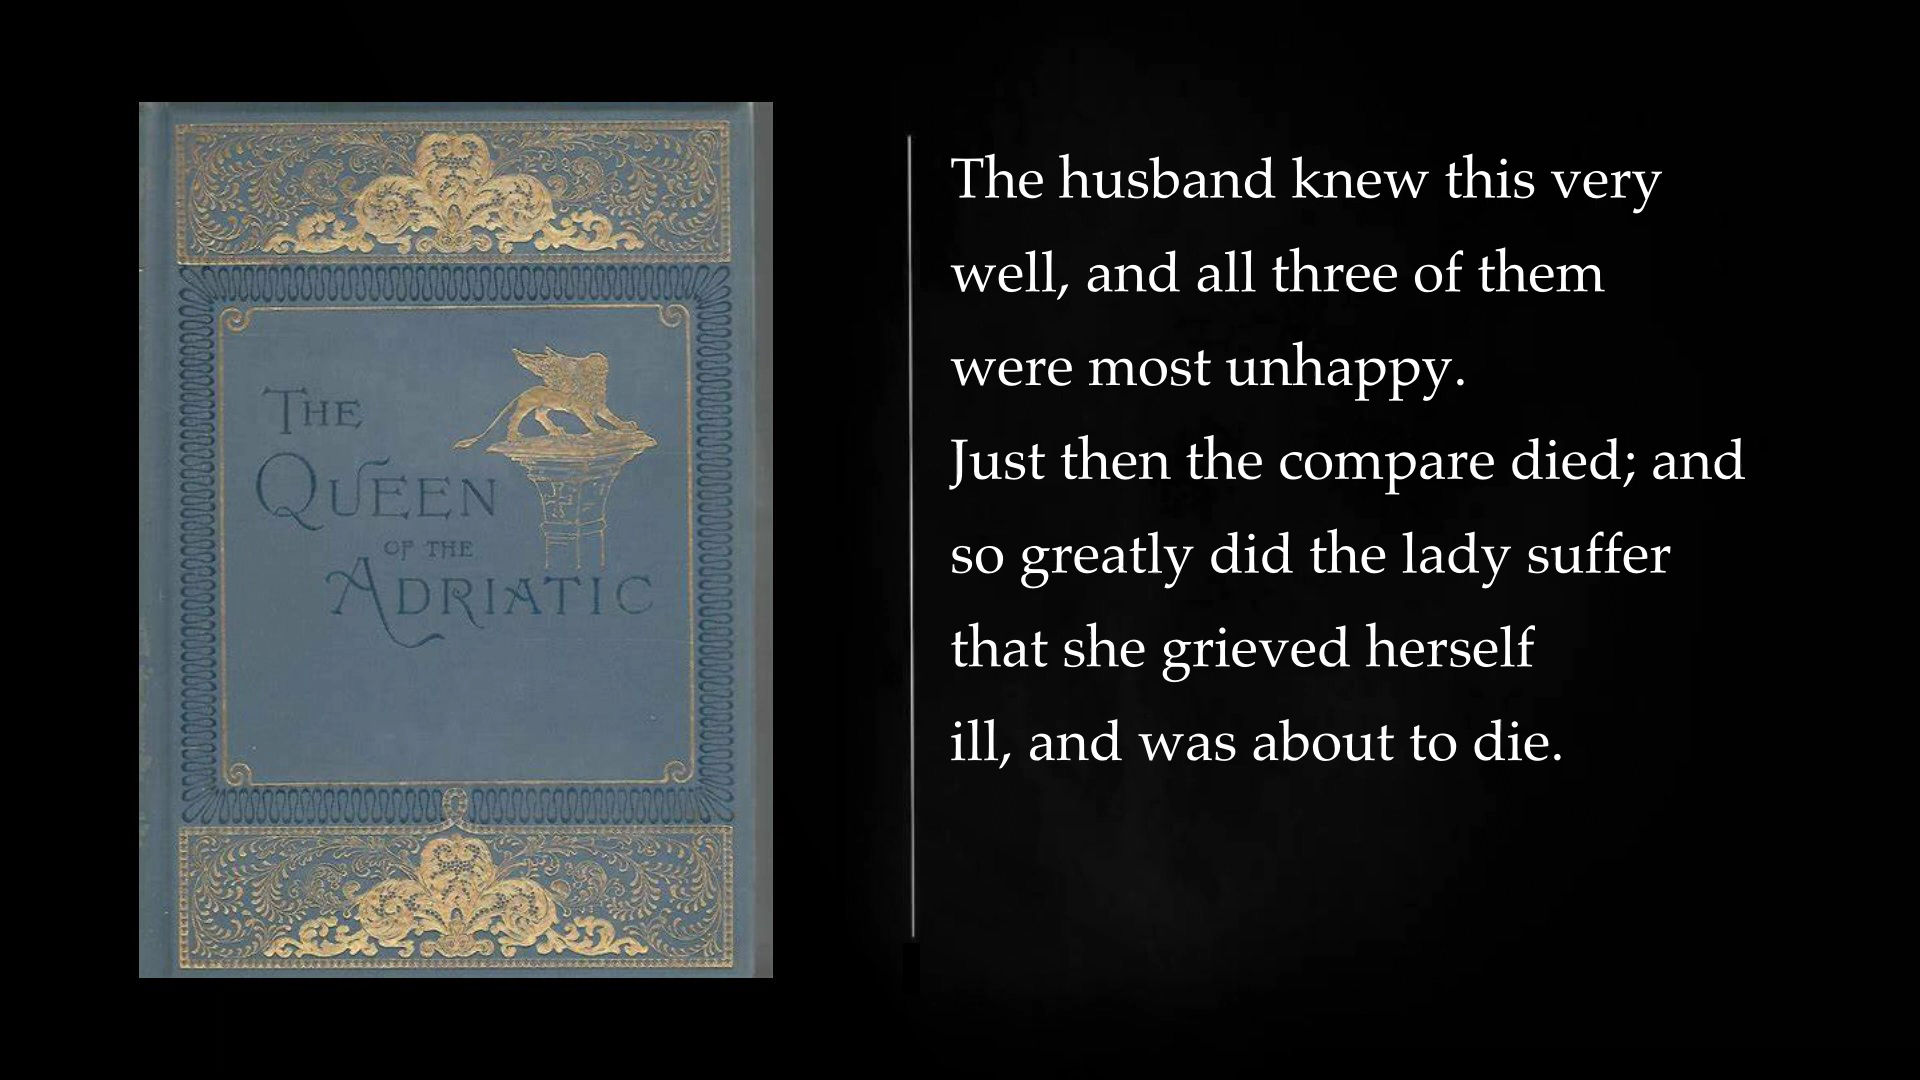 The
Queen
of the
Adriatic
The husband knew this very
well, and all three of them
were most unhappy.
Just then the compare died; and
so greatly did the lady suffer
that she grieved herself
ill, and was about to die.